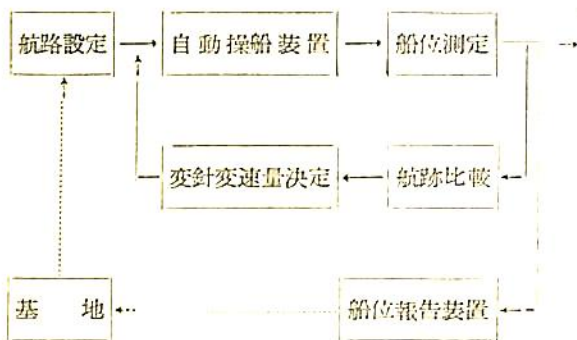 航路設定
自動操船装置
船位測定
変針変速量決定
航跡比較
基地
船位報告装置